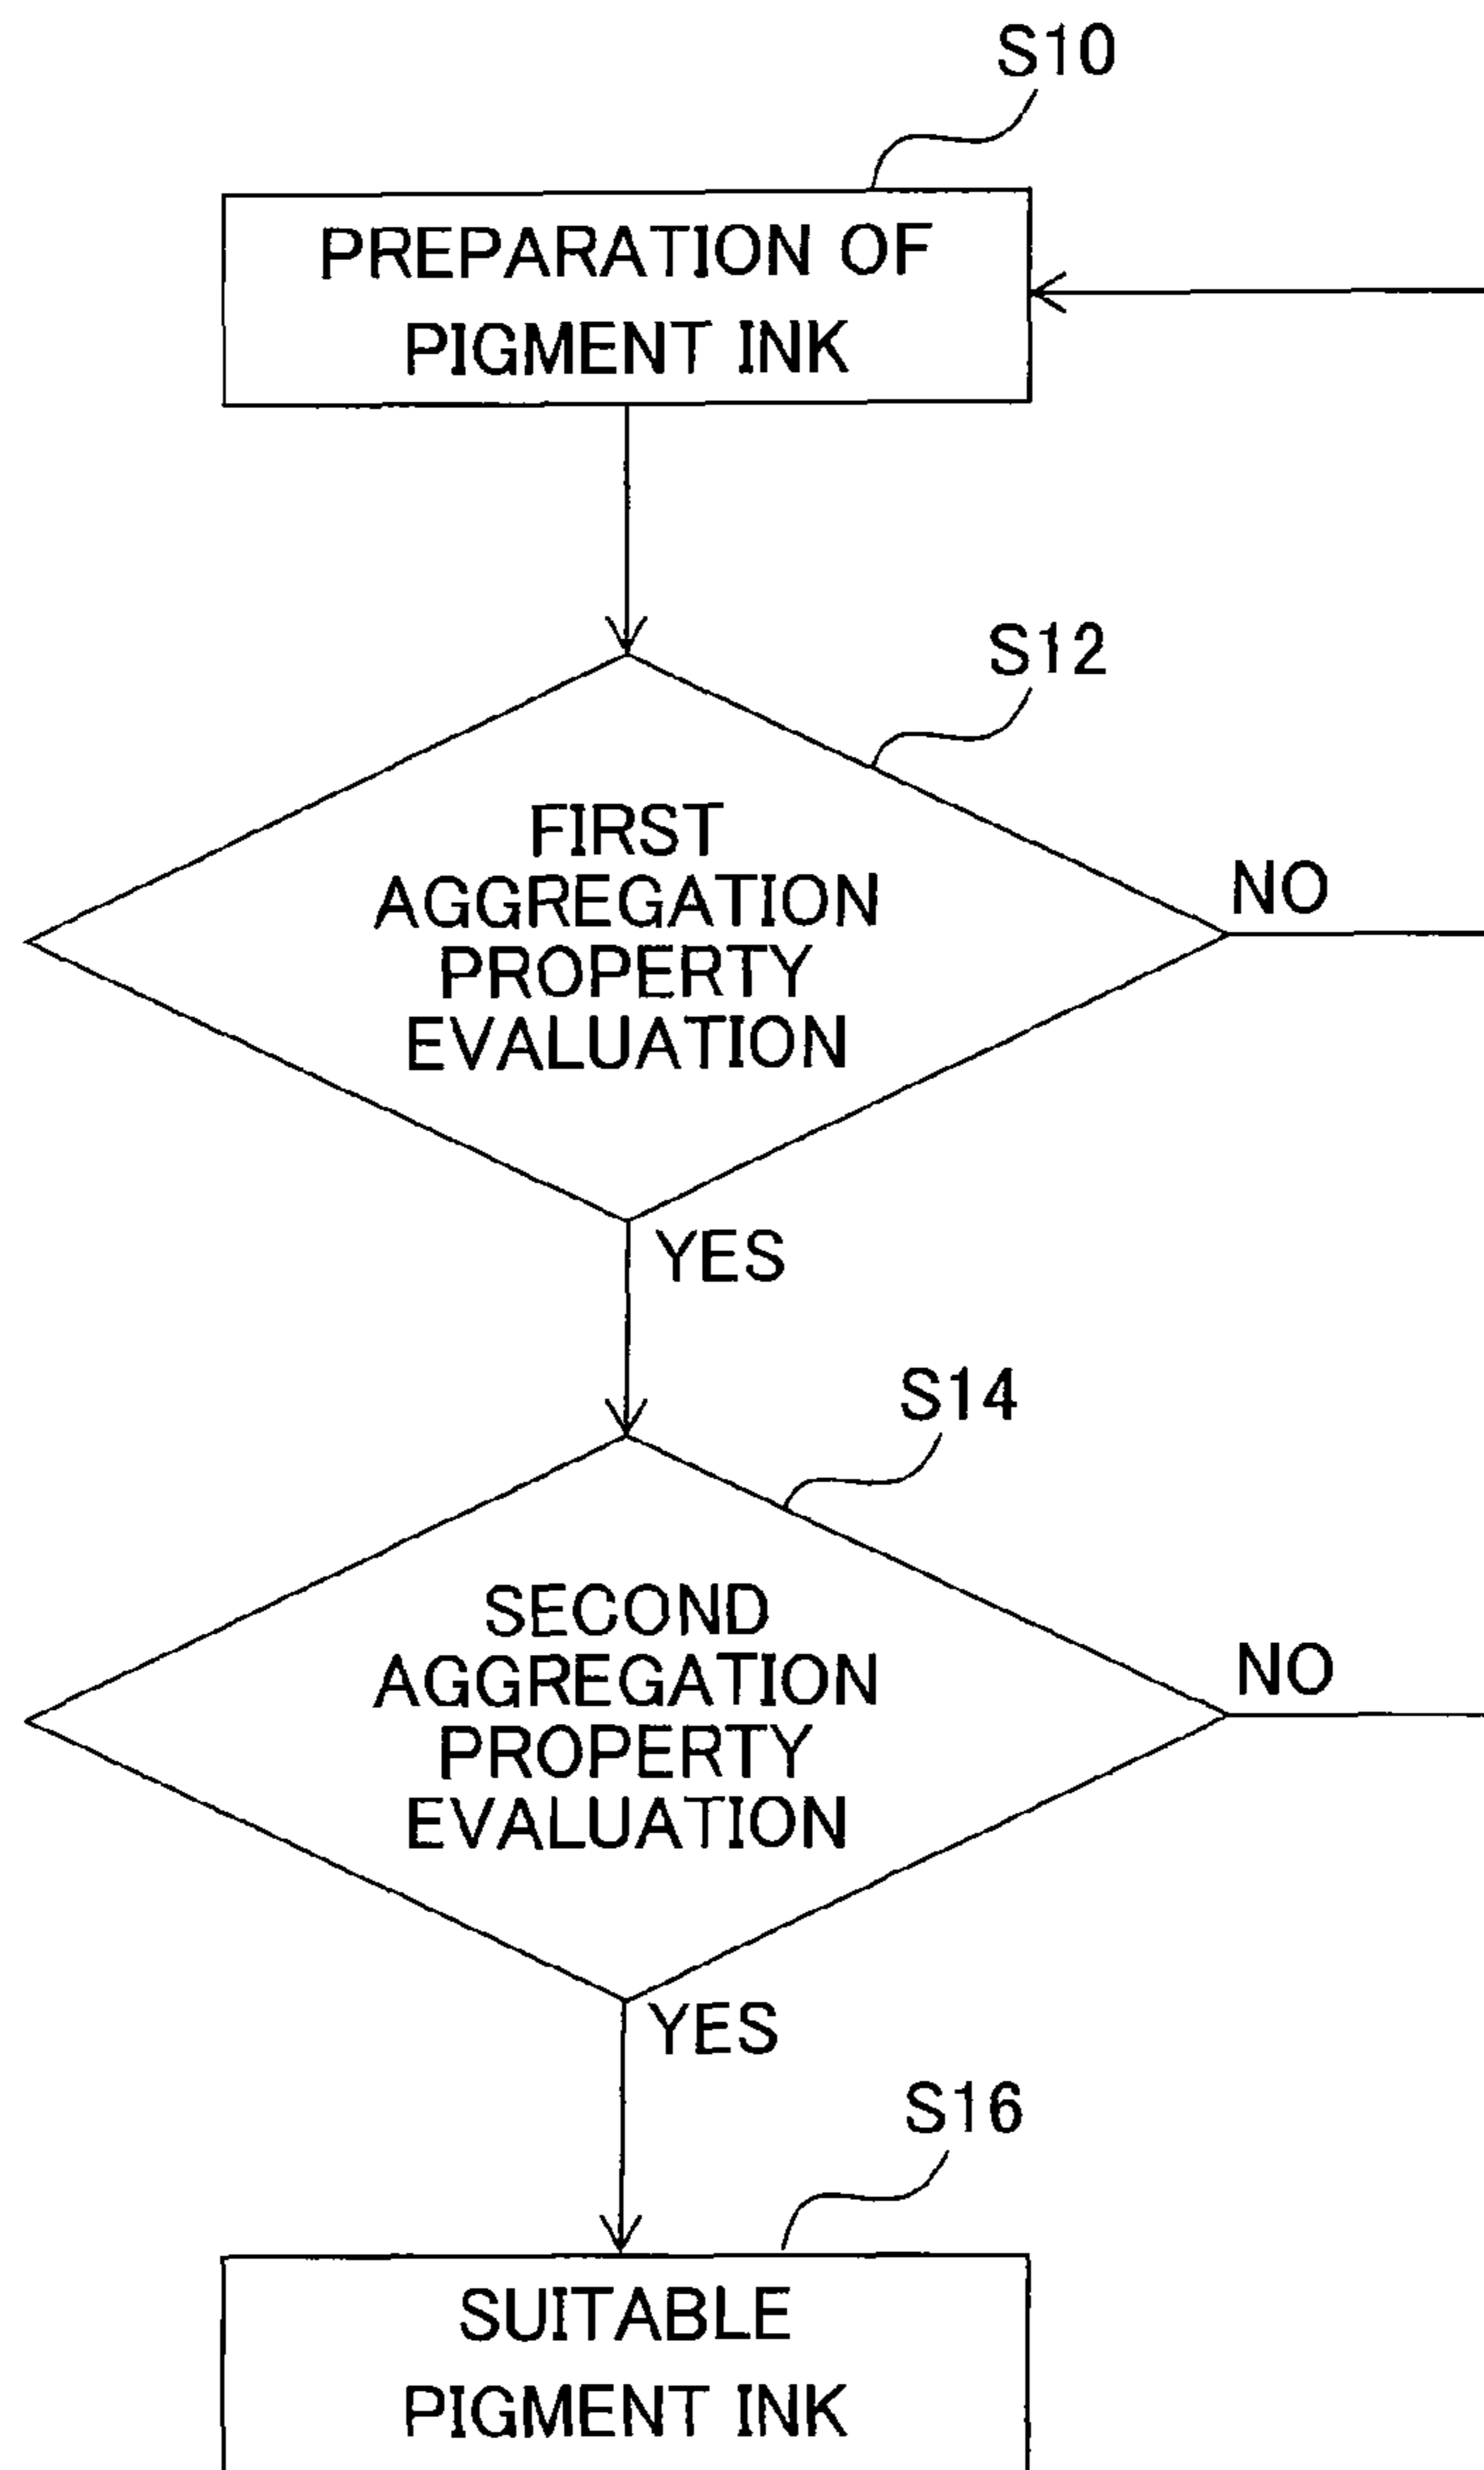 S10
PREPARATION OF
PIGMENT INK
S12
FIRST
AGGREGATION
PROPERTY
EVALUATION
NO
YES
S14
SECOND
AGGREGATION
PROPERTY
EVALUATION
NO
YES
S16
SUITABLE
PIGMENT INK